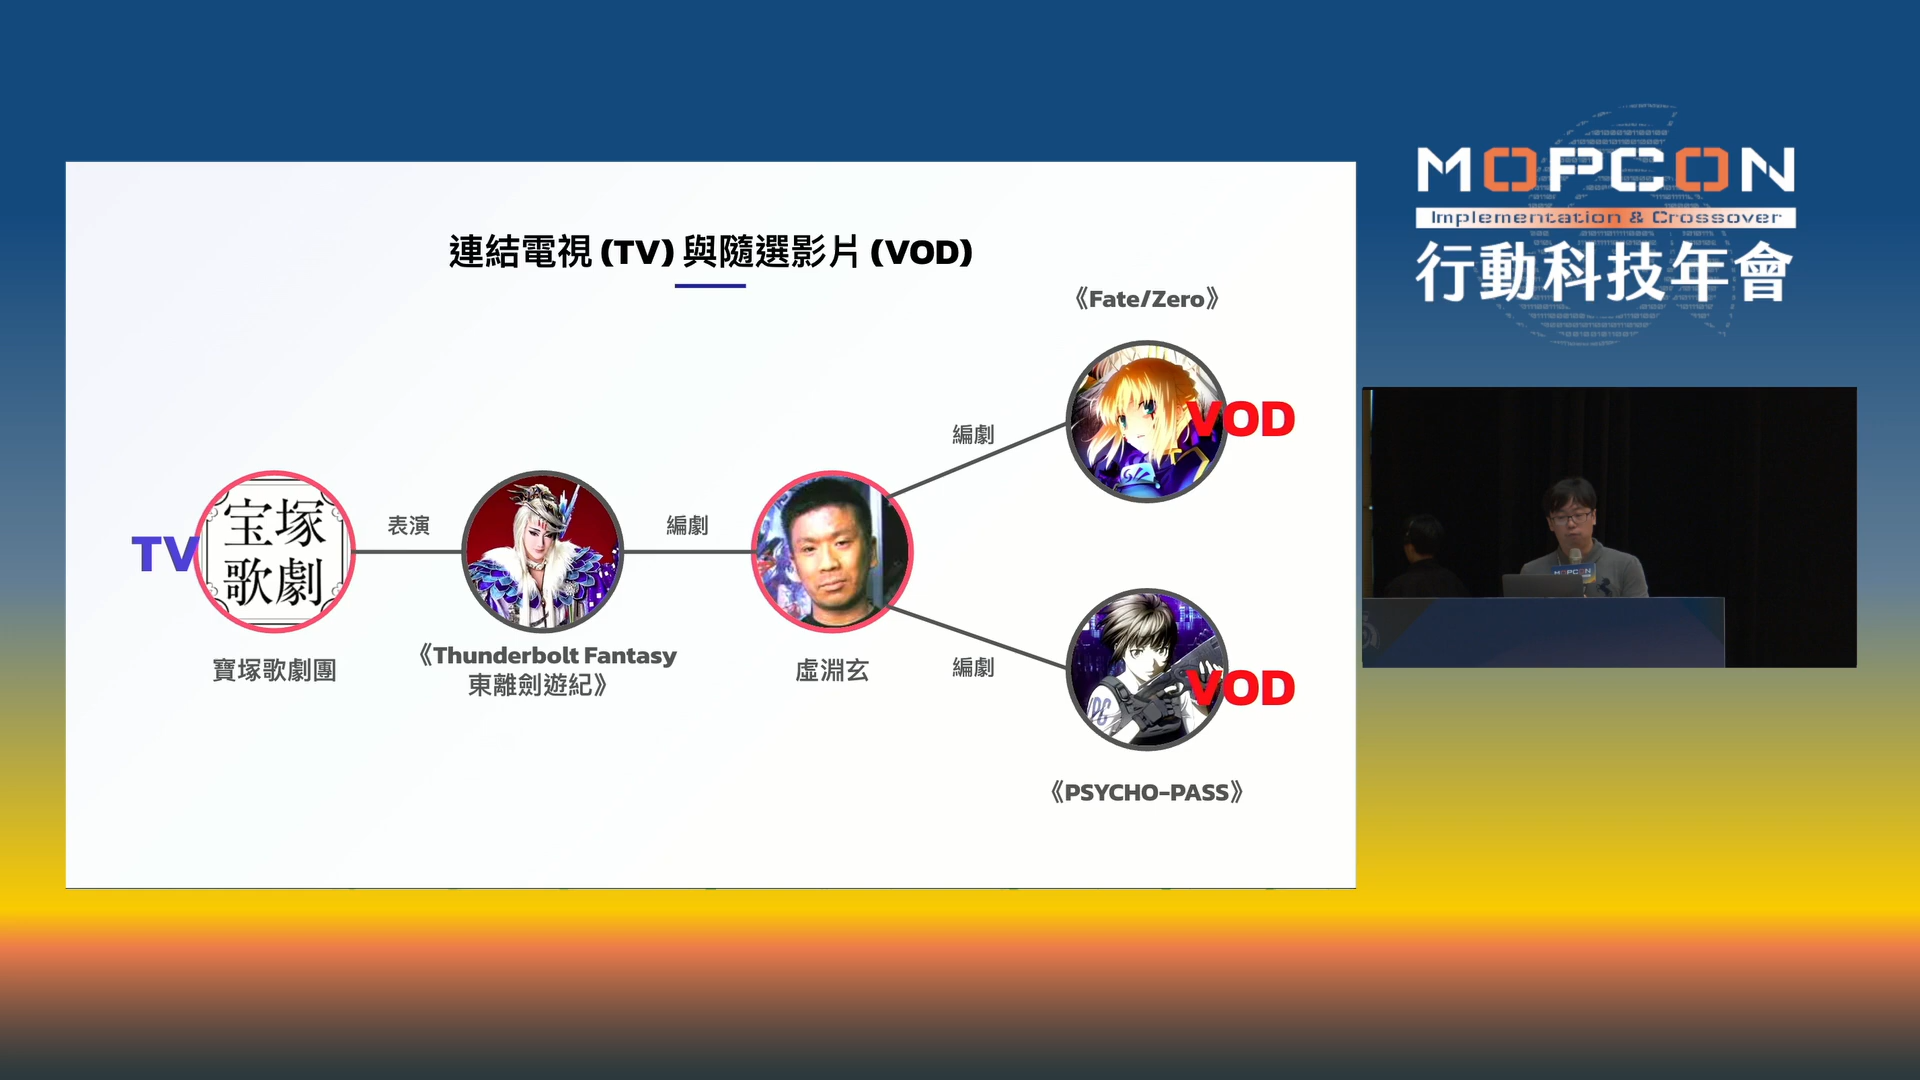 連結電視 (TV) 與隨選影片 (VOD)
《Fate/Zero》
VOD
編劇
TV
宝塚
歌劇
表演
編劇
寶塚歌劇團
《Thunderbolt Fantasy
東離劍遊紀》
虛淵玄
編劇
VOD
《PSYCHO-PASS》
MOPCON
Implementation & Crossover
行動科技年會
MOPCON